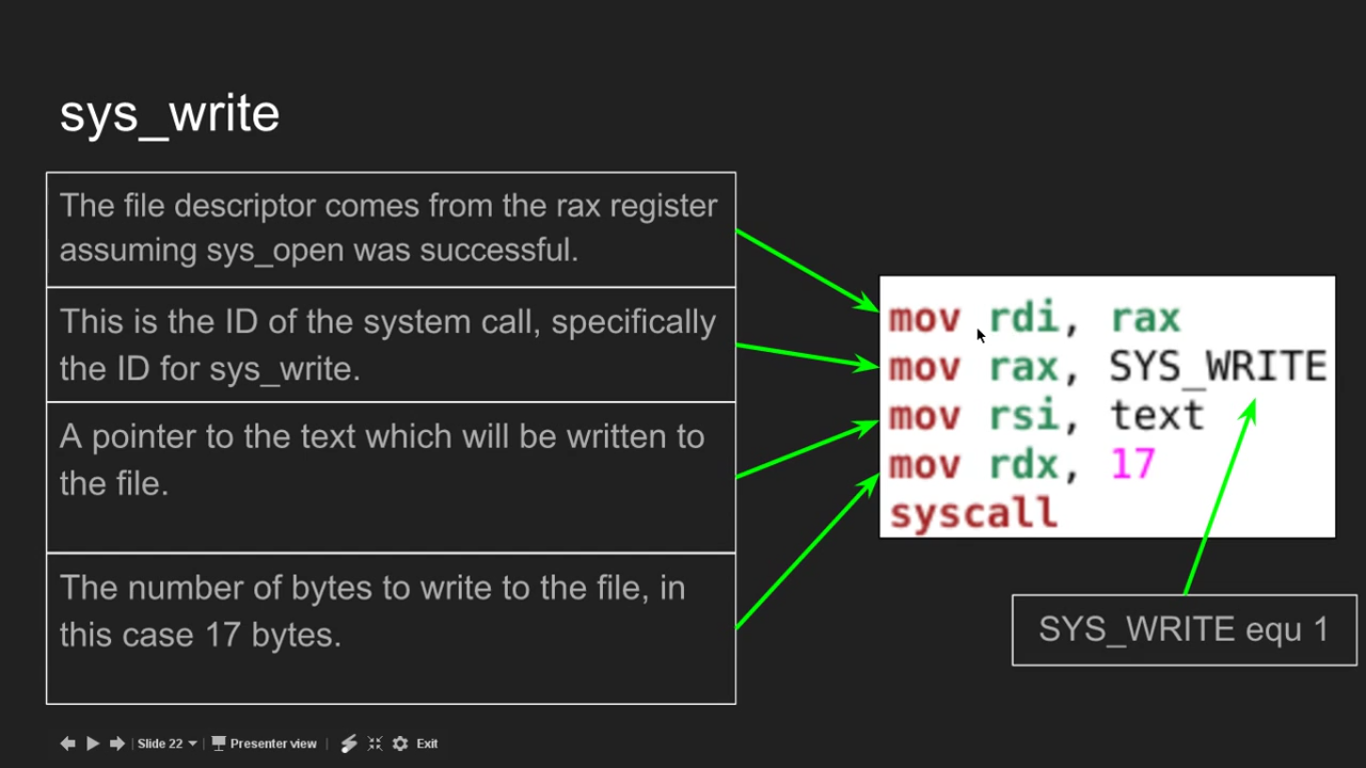 sys_write
The file descriptor comes from the rax register
assuming sys_open was successful.
This is the ID of the system call, specifically
the ID for sys_write.
A pointer to the text which will be written to
the file.
The number of bytes to write to the file, in
this case 17 bytes.
mov rdi, rax
mov rax, SYS_WRITE
mov rsi, text
mov rdx, 17
syscall
SYS_WRITE equ 1
Slide 22
Presenter view
Exit